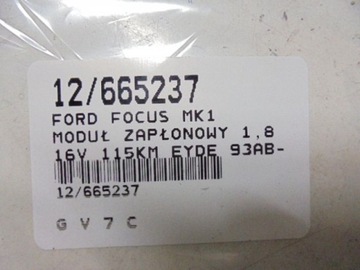 12/665237
FORD FOCUS MK1
MODUŁ ZAPŁONOWY 1,8
16V 115KM EYDE 93AB-
12/665237
G V 7 C